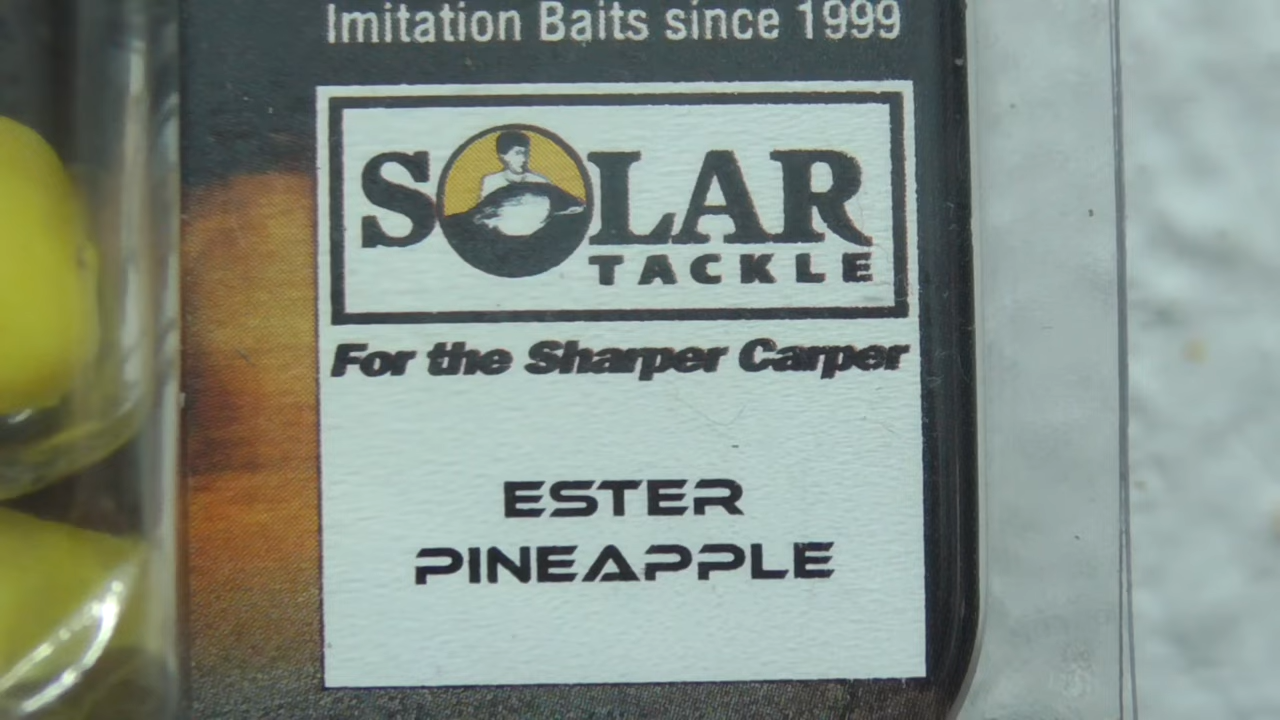 Imitation Baits since 1999
SOLAR
TACKLE
For the Sharper Carper
ESTER
PINEAPPLE